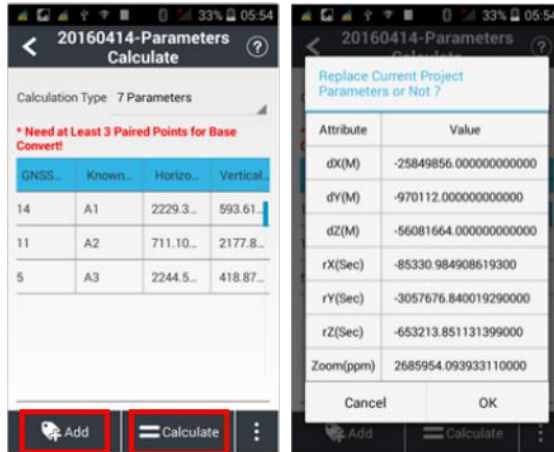 33% 05:54
20160414-Parameters
Calculate
?
Calculation Type 7 Parameters
* Need at Least 3 Paired Points for Base
Convert!
GNSS... Known... Horizo... Vertical...
14 A1 2229.3... 593.61...
11 A2 711.10... 2177.8...
5 A3 2244.5... 418.87...
Add Calculate
33% 05:54
20160414-Parameters
?
Replace Current Project
Parameters or Not ?
Attribute Value
dX(M) -25849856.000000000000
dY(M) -970112.000000000000
dZ(M) -56081664.000000000000
rX(Sec) -85330.984908619300
rY(Sec) -3057676.840019290000
rZ(Sec) -653213.851131399000
Zoom(ppm) 2685954.093933110000
Cancel OK
Add Calculate